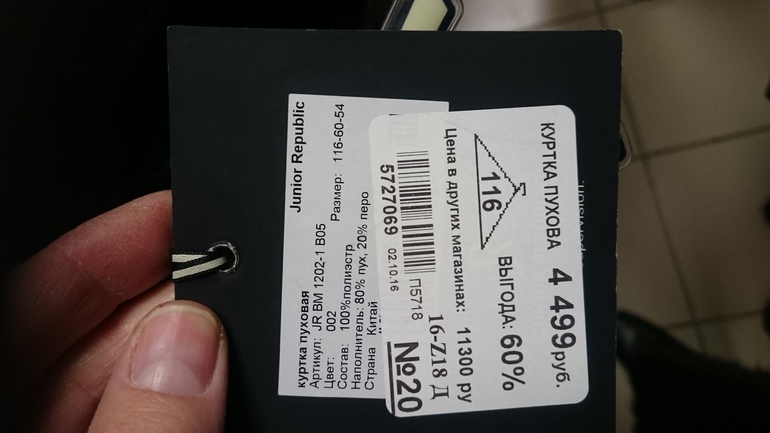 Junior Republic
куртка пуховая
Артикул: JR BM 1202-1 B05
Цвет: 002 Размер: 116-60-54
Состав: 100%полиэстр
Наполнитель: 80% пух, 20% перо
Страна Китай
КУРТКА ПУХОВА
4 499 руб.
116
ВЫГОДА: 60%
Цена в других магазинах: 11300 ру
5727069 02.10.16 П5718
16-Z18 Д
№20